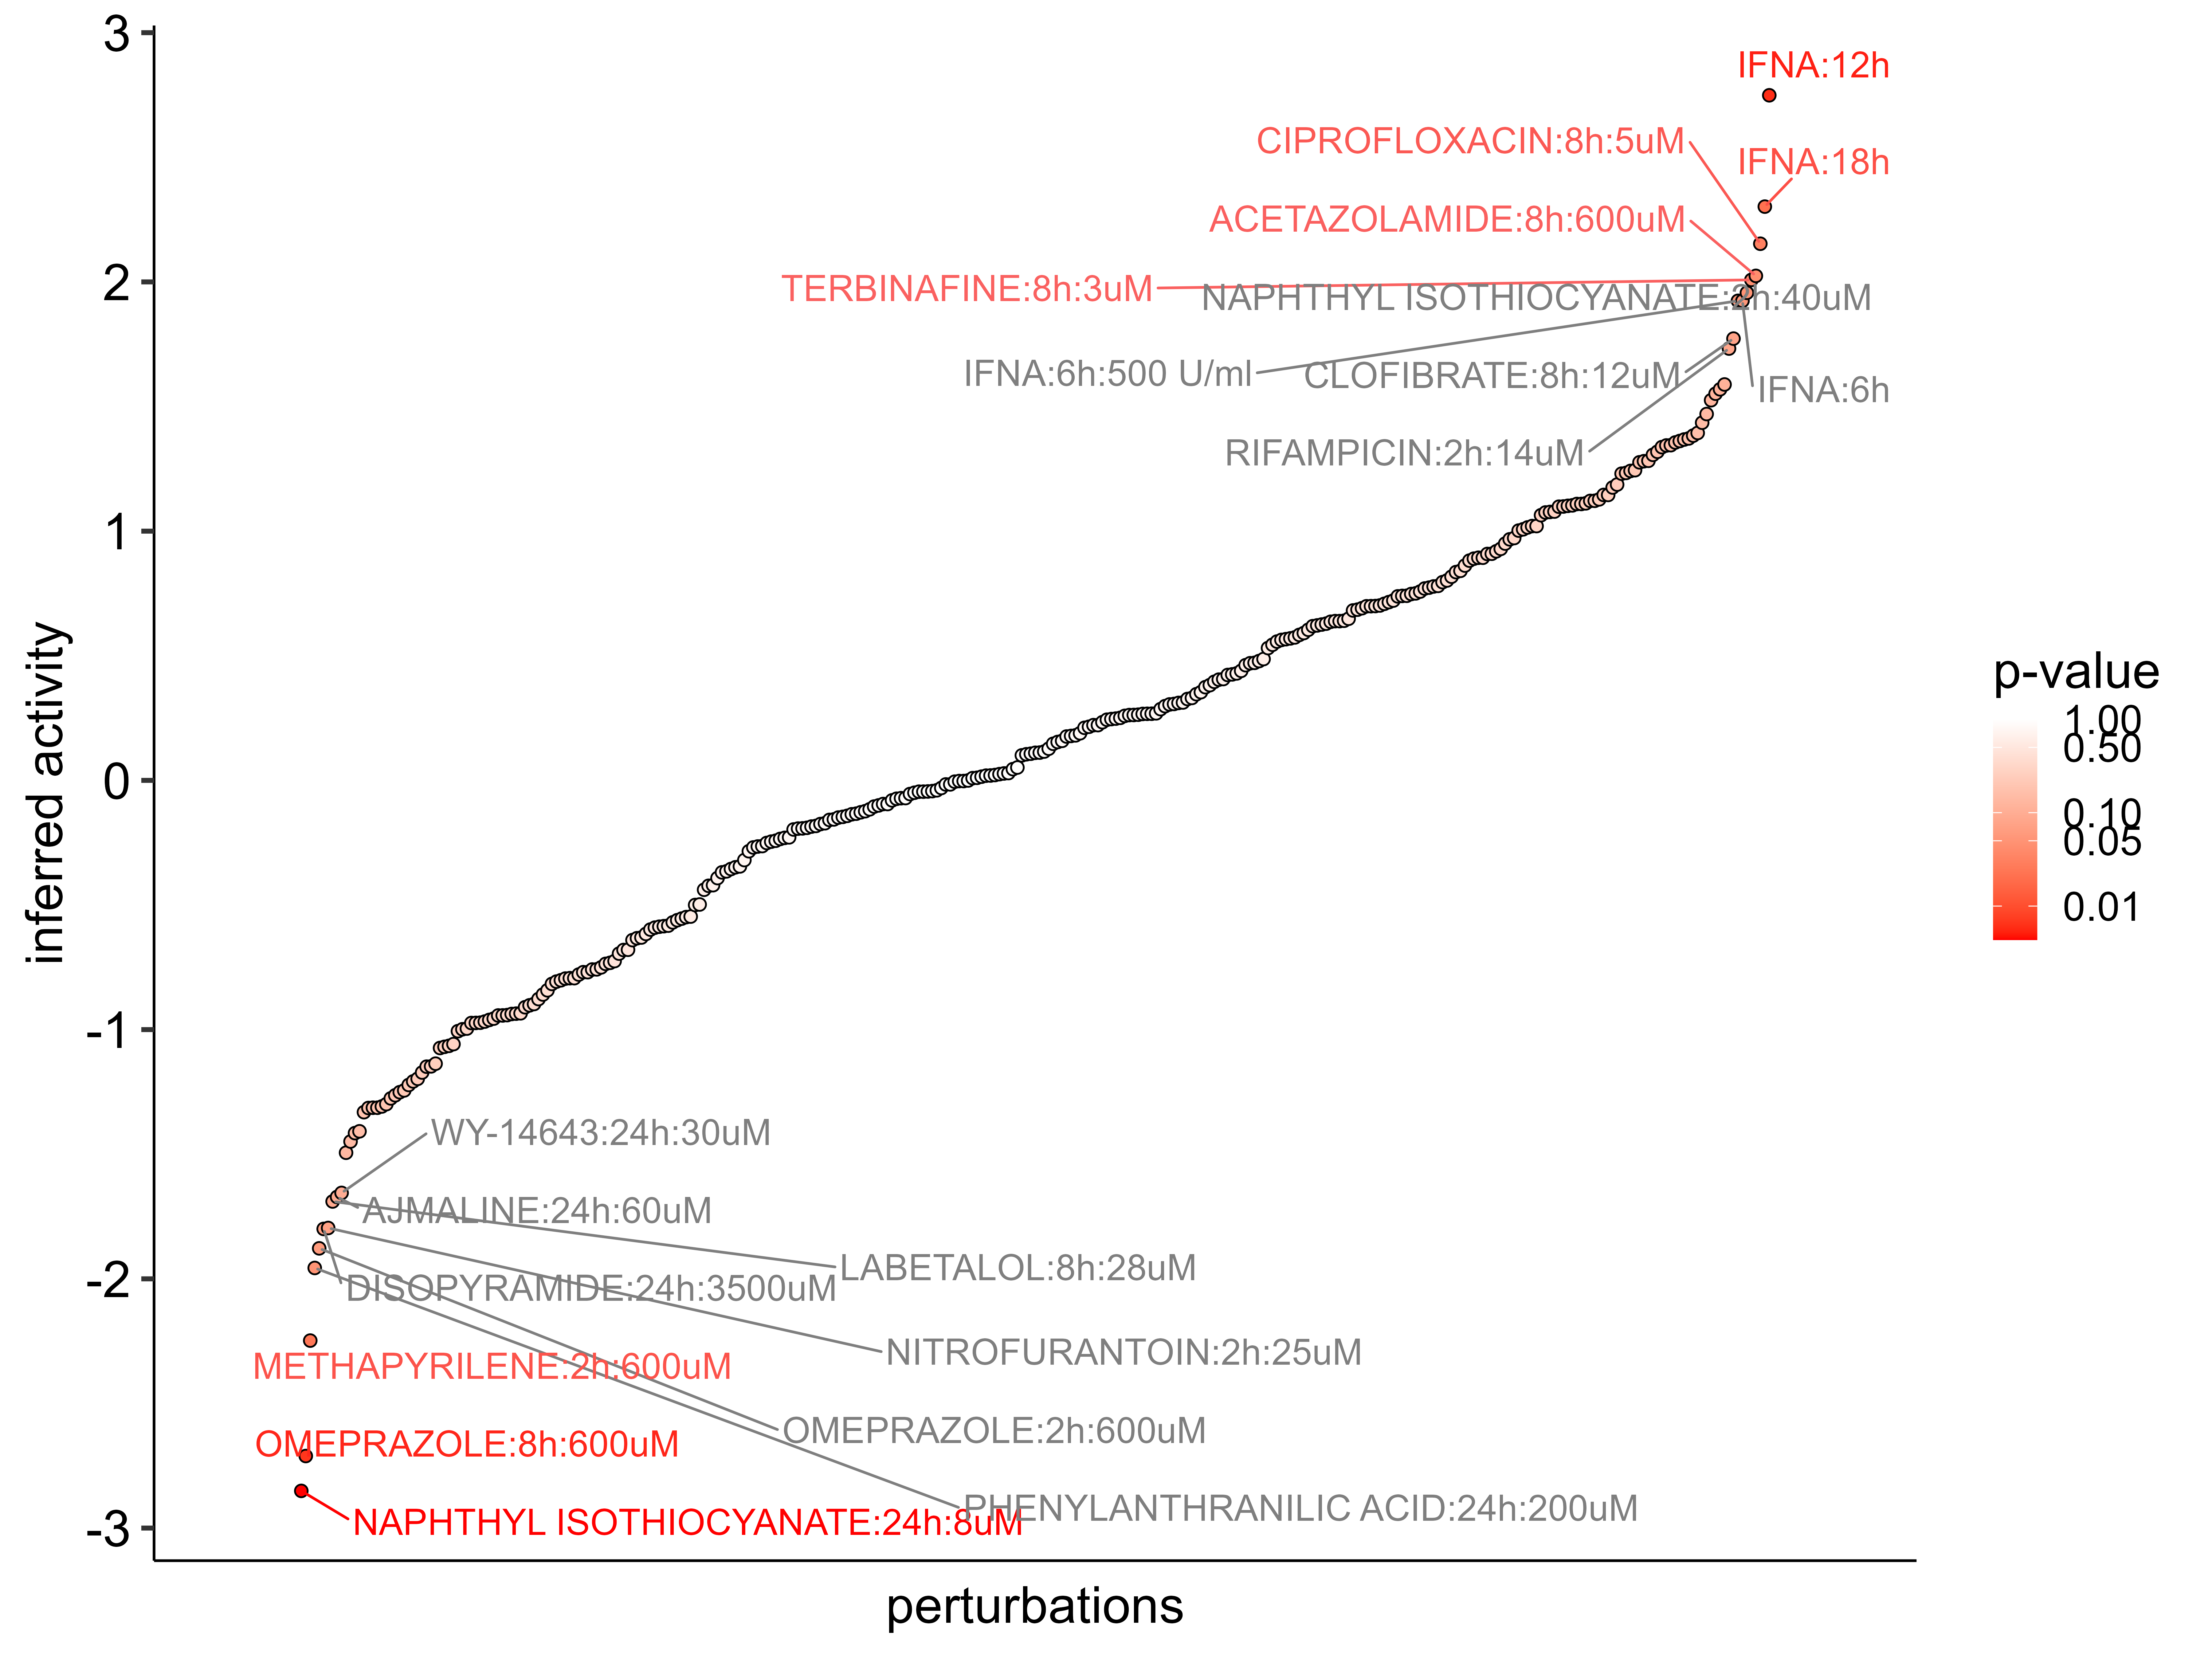 3
IFNA:12h
CIPROFLOXACIN:8h:5uM
IFNA:18h
ACETAZOLAMIDE:8h:600uM
2
TERBINAFINE:8h:3uM
NAPHTHYL ISOTHIOCYANATE:2h:40uM
IFNA:6h:500 U/ml
CLOFIBRATE:8h:12uM
IFNA:6h
RIFAMPICIN:2h:14uM
1
0
-1
-2
-3
inferred activity
WY-14643:24h:30uM
AJMALINE:24h:60uM
LABETALOL:8h:28uM
DISOPYRAMIDE:24h:3500uM
NITROFURANTOIN:2h:25uM
METHAPYRILENE:2h:600uM
OMEPRAZOLE:2h:600uM
OMEPRAZOLE:8h:600uM
PHENYLANTHRANILIC ACID:24h:200uM
NAPHTHYL ISOTHIOCYANATE:24h:8uM
perturbations
p-value
1.00
0.50
0.10
0.05
0.01